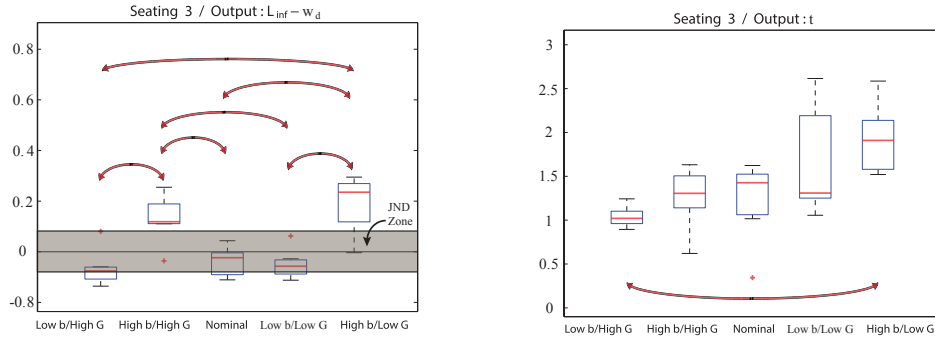 Seating 3 / Output : L inf − w d
0.8
0.6
0.4
0.2
0
-0.8
JND
Zone
Low b/High G High b/High G Nominal Low b/Low G High b/Low G
Seating 3 / Output : t
3
2.5
2
1.5
1
0.5
0
Low b/High G High b/High G Nominal Low b/Low G High b/Low G